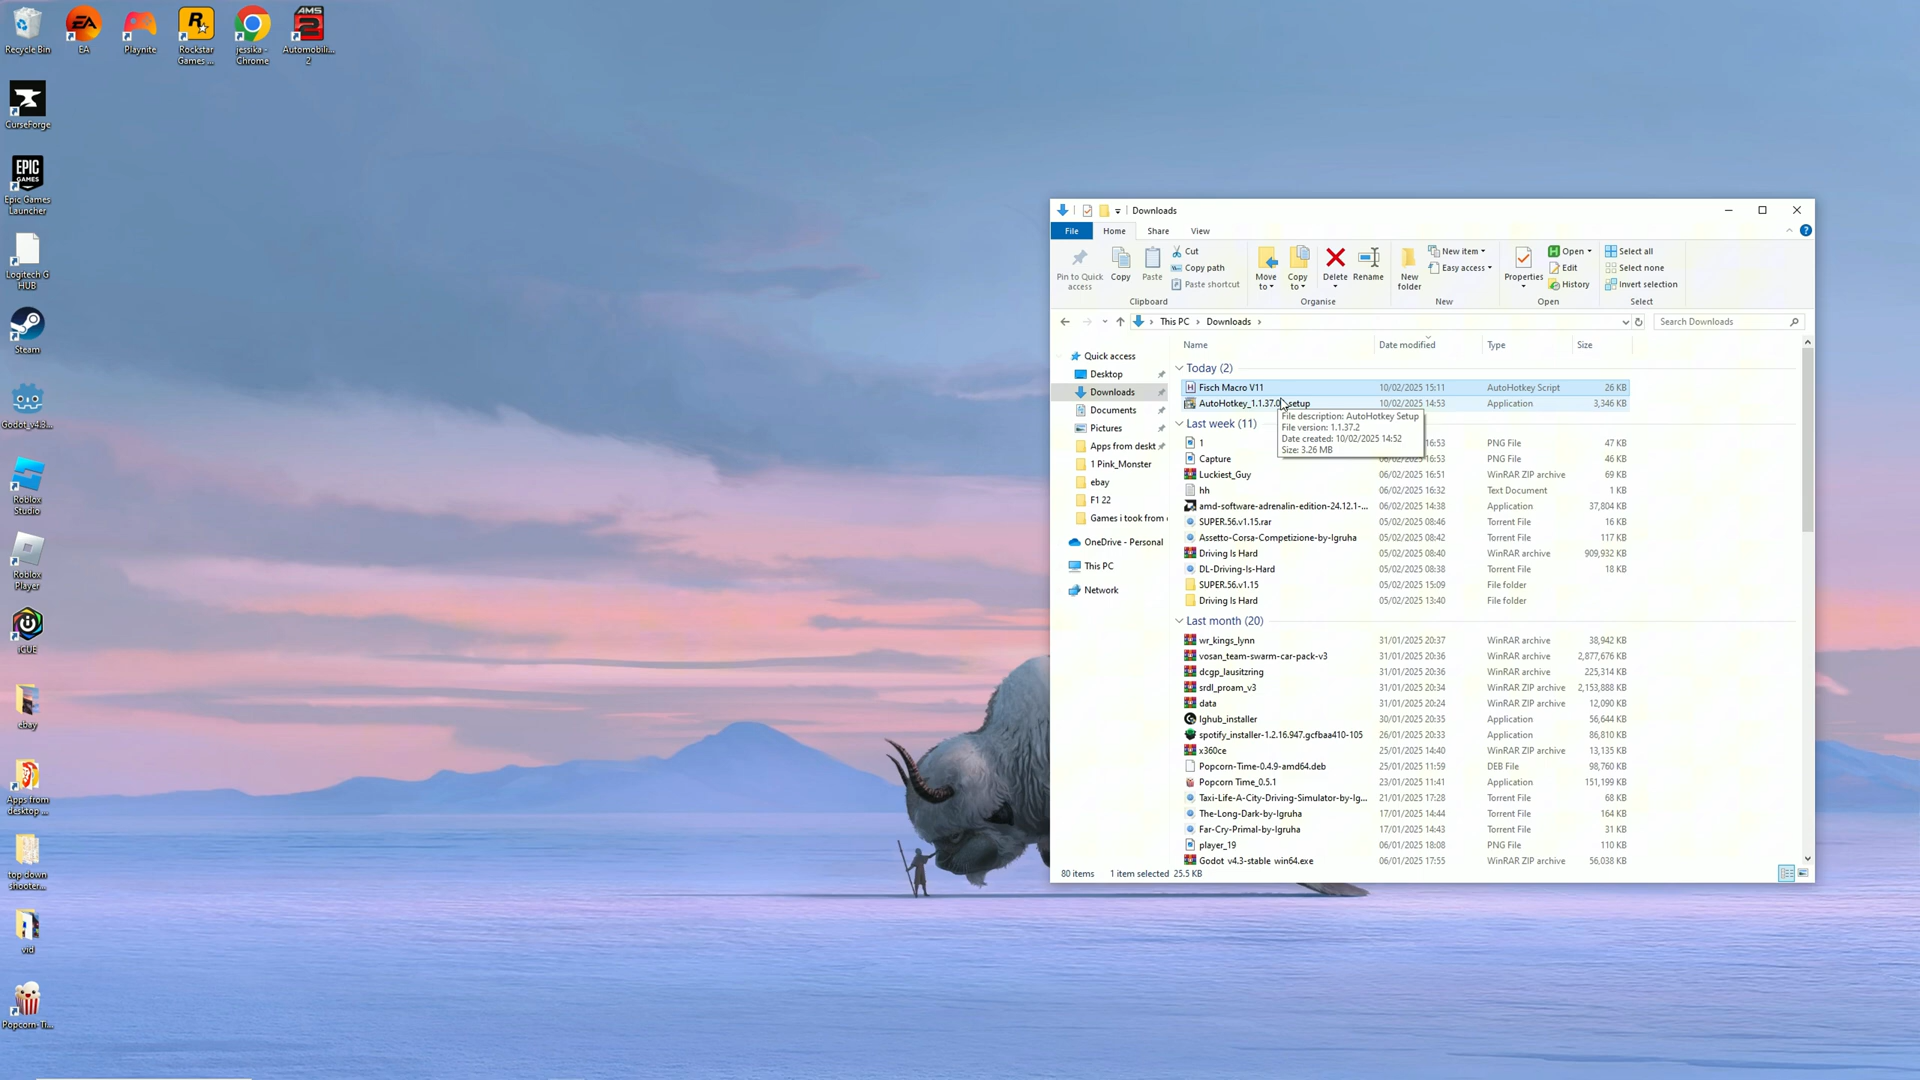 Recycle Bin
EA
Playnite
Rockstar
Games ...
jessika -
Chrome
Automobili...
2
CurseForge
EPIC
GAMES
Epic Games
Launcher
Logitech G
HUB
Steam
Godot_v4.3...
Roblox
Studio
Roblox
Player
iCUE
ebay
Apps from
desktop ...
top down
shooter...
vid
Popcorn-Ti...
Downloads
File Home Share View
Pin to Quick
access
Copy
Paste
Cut
Copy path
Paste shortcut
Clipboard
Move
to
Copy
to
Delete
Rename
Organise
New
folder
New item
Easy access
New
Properties
Open
Edit
History
Open
Select all
Select none
Invert selection
Select
This PC > Downloads >
Search Downloads
Quick access
Desktop
Downloads
Documents
Pictures
Apps from deskt
1 Pink_Monster
ebay
F1 22
Games i took from
OneDrive - Personal
This PC
Network
Name Date modified Type Size
Today (2)
Fisch Macro V11 10/02/2025 15:11 AutoHotkey Script 26 KB
AutoHotkey_1.1.37.0 setup 10/02/2025 14:53 Application 3,346 KB
File description: AutoHotkey Setup
File version: 1.1.37.2
Date created: 10/02/2025 14:52
Size: 3.26 MB
Last week (11)
1 16:53 PNG File 47 KB
Capture 06/02/2025 16:53 PNG File 46 KB
Luckiest_Guy 06/02/2025 16:51 WinRAR ZIP archive 69 KB
hh 06/02/2025 16:32 Text Document 1 KB
amd-software-adrenalin-edition-24.12.1-... 06/02/2025 14:38 Application 37,804 KB
SUPER.56.v1.15.rar 05/02/2025 08:46 Torrent File 16 KB
Assetto-Corsa-Competizione-by-Igruha 05/02/2025 08:42 Torrent File 117 KB
Driving Is Hard 05/02/2025 08:40 WinRAR archive 909,932 KB
DL-Driving-Is-Hard 05/02/2025 08:38 Torrent File 18 KB
SUPER.56.v1.15 05/02/2025 15:09 File folder
Driving Is Hard 05/02/2025 13:40 File folder
Last month (20)
wr_kings_lynn 31/01/2025 20:37 WinRAR archive 38,942 KB
vosan_team-swarm-car-pack-v3 31/01/2025 20:36 WinRAR archive 2,877,676 KB
dcgp_lausitzring 31/01/2025 20:36 WinRAR archive 225,314 KB
srdl_proam_v3 31/01/2025 20:34 WinRAR ZIP archive 2,153,888 KB
data 31/01/2025 20:24 WinRAR ZIP archive 12,090 KB
lghub_installer 30/01/2025 20:35 Application 56,644 KB
spotify_installer-1.2.16.947.gcfbaa410-105 26/01/2025 20:33 Application 86,810 KB
x360ce 25/01/2025 14:40 WinRAR ZIP archive 13,135 KB
Popcorn-Time-0.4.9-amd64.deb 25/01/2025 11:59 DEB File 98,760 KB
Popcorn Time_0.5.1 23/01/2025 11:41 Application 151,199 KB
Taxi-Life-A-City-Driving-Simulator-by-Ig... 21/01/2025 17:28 Torrent File 68 KB
The-Long-Dark-by-Igruha 17/01/2025 14:44 Torrent File 164 KB
Far-Cry-Primal-by-Igruha 17/01/2025 14:43 Torrent File 31 KB
player_19 06/01/2025 18:08 PNG File 110 KB
Godot_v4.3-stable_win64.exe 06/01/2025 17:55 WinRAR ZIP archive 56,038 KB
80 items 1 item selected 25.5 KB